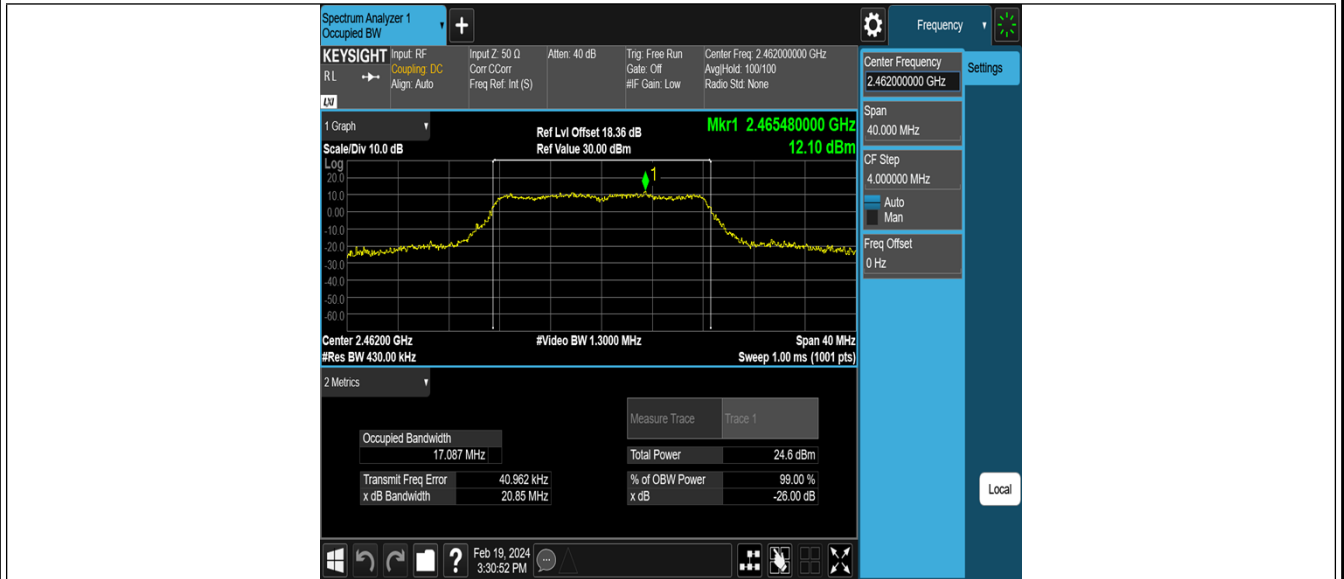 Spectrum Analyzer 1
Occupied BW
+
Frequency
KEYSIGHT
RL
LXI
Input: RF
Coupling: DC
Align: Auto
Input Z: 50 Ω
Corr CCorr
Freq Ref: Int (S)
Atten: 40 dB
Trig: Free Run
Gate: Off
#IF Gain: Low
Center Freq: 2.462000000 GHz
Avg|Hold: 100/100
Radio Std: None
Center Frequency
2.462000000 GHz
Settings
Span
40.000 MHz
CF Step
4.000000 MHz
Auto
Man
Freq Offset
0 Hz
Local
1 Graph
Scale/Div 10.0 dB
Ref Lvl Offset 18.36 dB
Ref Value 30.00 dBm
Mkr1 2.465480000 GHz
12.10 dBm
Log
20.0
10.0
0.00
-10.0
-20.0
-30.0
-40.0
-50.0
-60.0
1
Center 2.46200 GHz
#Video BW 1.3000 MHz
Span 40 MHz
#Res BW 430.00 kHz
Sweep 1.00 ms (1001 pts)
2 Metrics
Measure Trace Trace 1
Occupied Bandwidth
17.087 MHz
Total Power 24.6 dBm
Transmit Freq Error 40.962 kHz
% of OBW Power 99.00 %
x dB Bandwidth 20.85 MHz
x dB -26.00 dB
?
Feb 19, 2024
3:30:52 PM